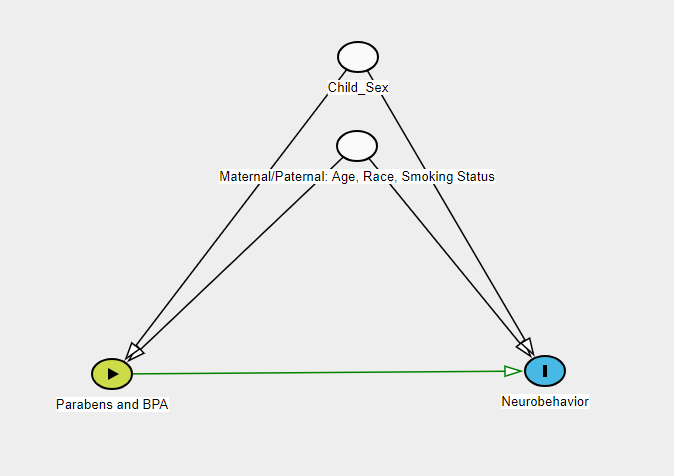 Child_Sex
Maternal/Paternal: Age, Race, Smoking Status
Parabens and BPA
Neurobehavior